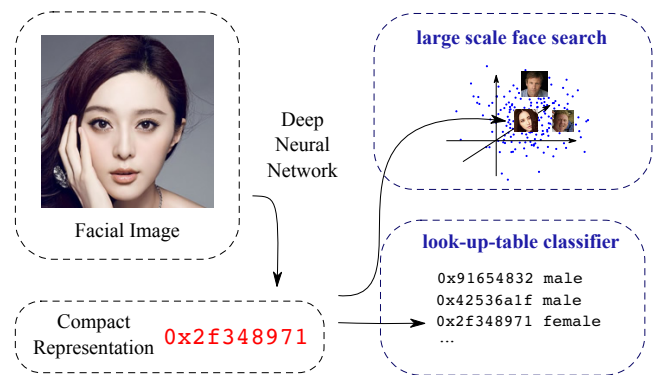 large scale face search
Deep
Neural
Network
Facial Image
look-up-table classifier
0x91654832 male
0x42536a1f male
0x2f348971 female
...
Compact
Representation
0x2f348971